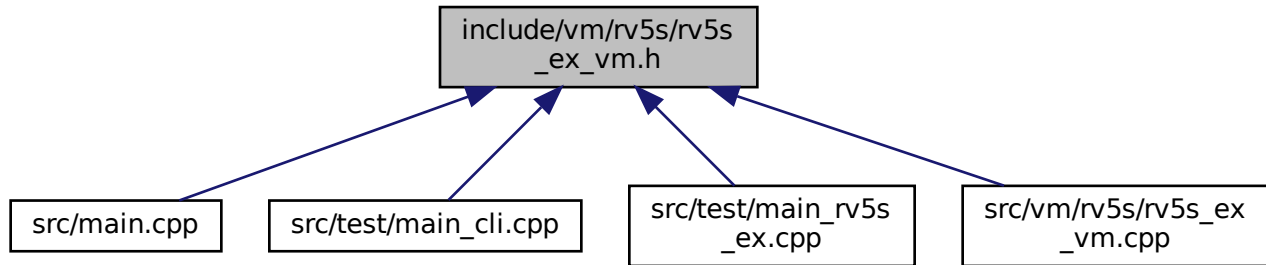 include/vm/rv5s/rv5s
_ex_vm.h
src/main.cpp
src/test/main_cli.cpp
src/test/main_rv5s
_ex.cpp
src/vm/rv5s/rv5s_ex
_vm.cpp